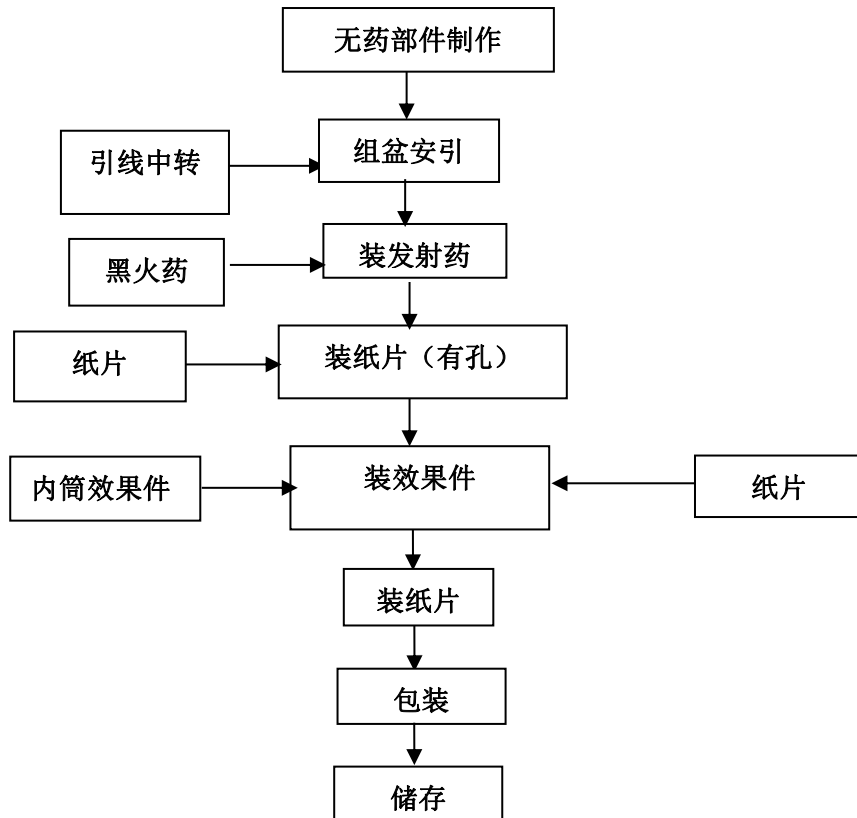 无药部件制作
引线中转
组盆安引
黑火药
装发射药
纸片
装纸片（有孔）
内筒效果件
装效果件
纸片
装纸片
包装
储存